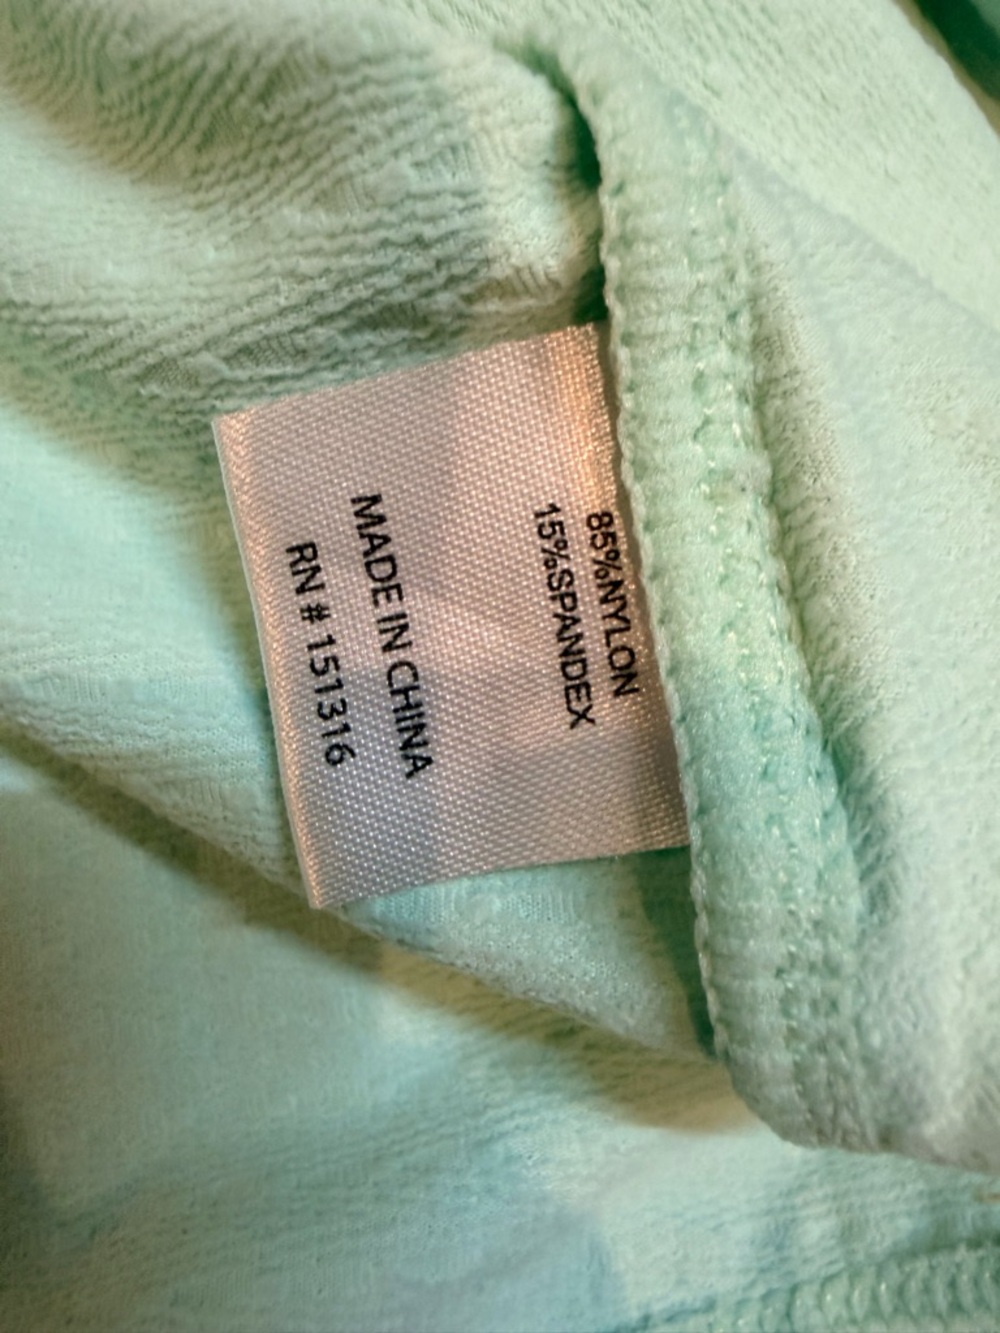 85%NYLON
15%SPANDEX
MADE IN CHINA
RN # 151316